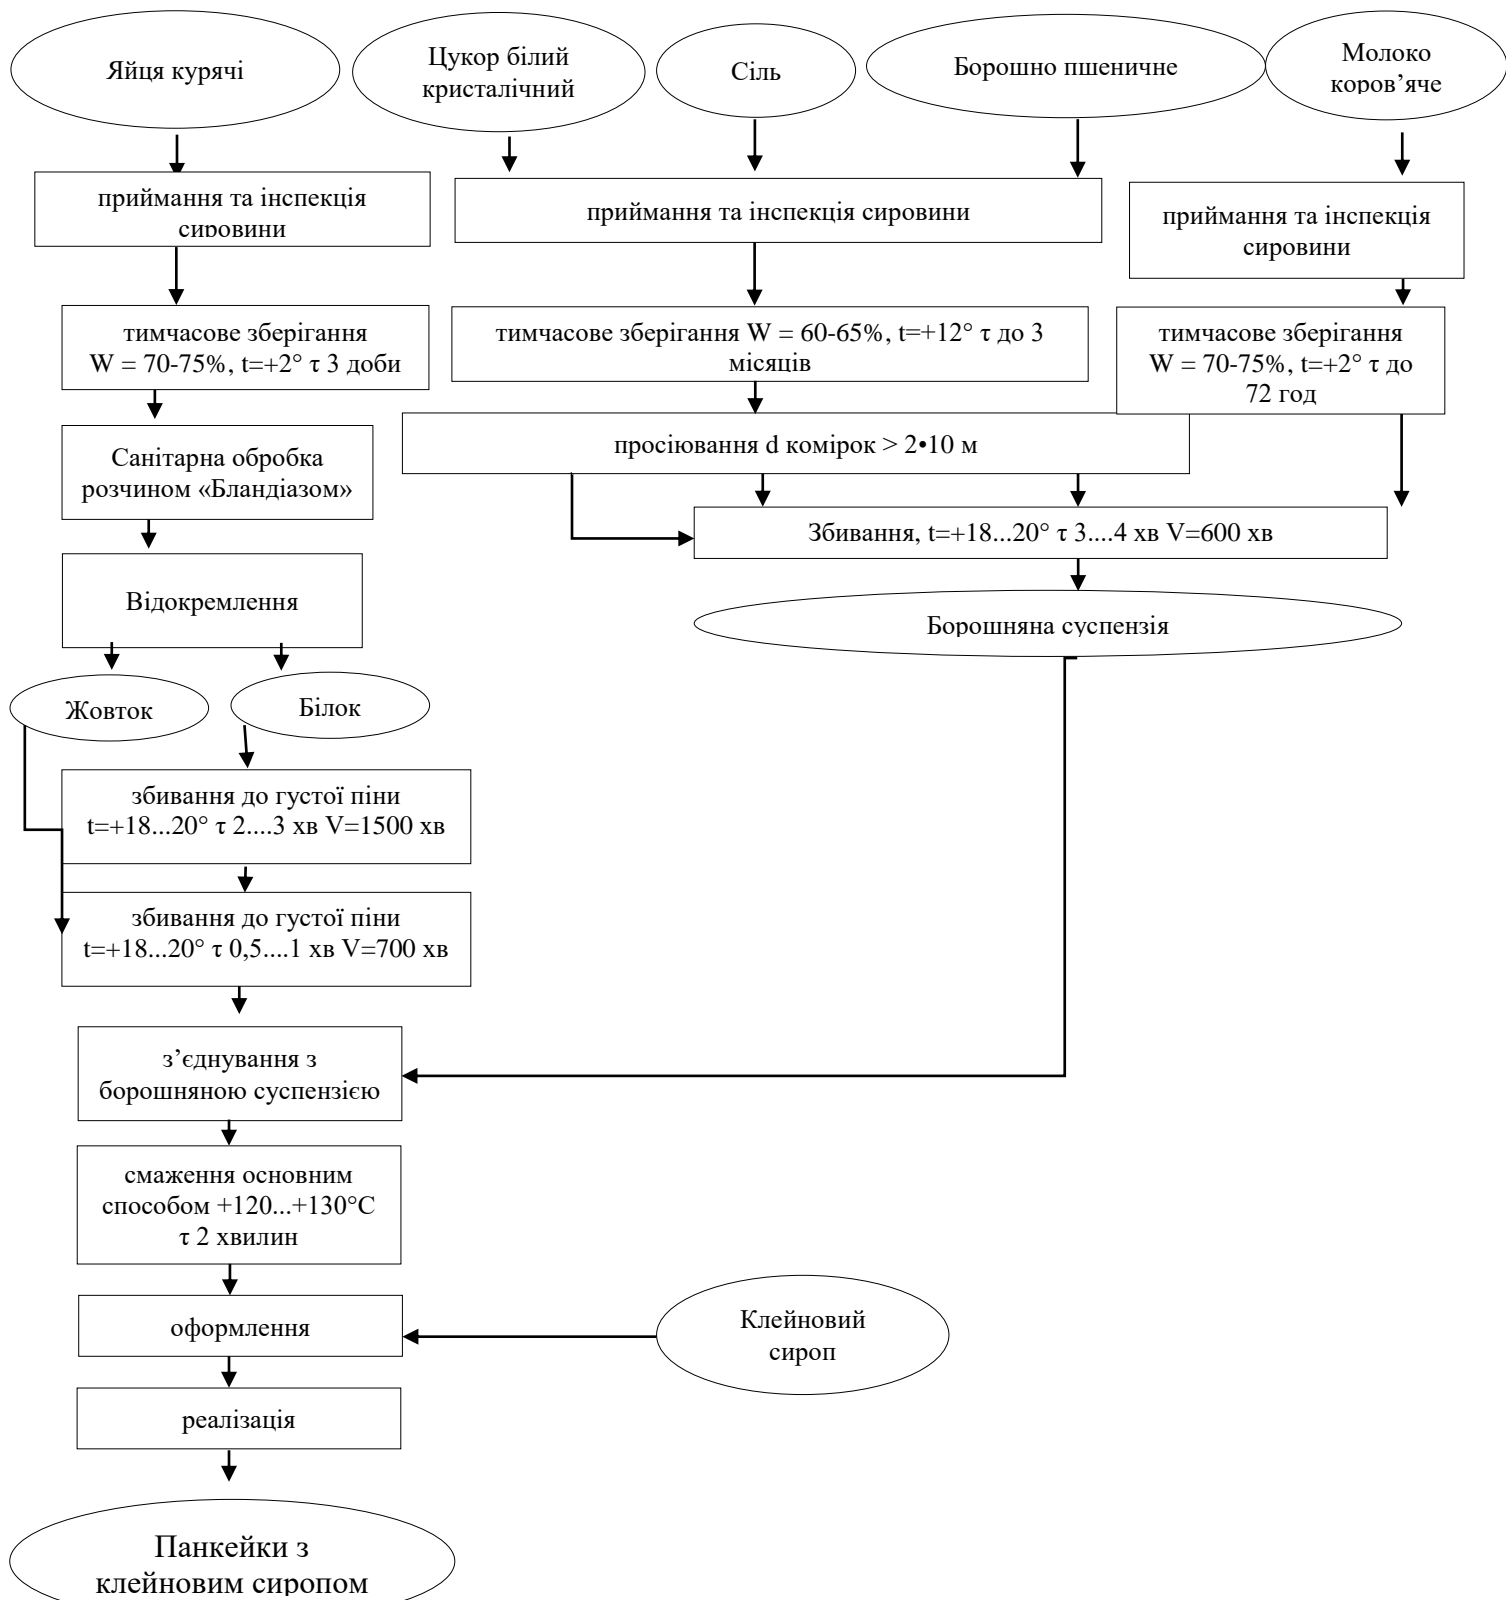 Яйця курячі
Цукор білий
кристалічний
Сіль
Борошно пшеничне
Молоко
коров’яче
приймання та інспекція
сировини
приймання та інспекція сировини
приймання та інспекція
сировини
тимчасове зберігання
W = 70-75%, t=+2° τ 3 доби
тимчасове зберігання W = 60-65%, t=+12° τ до 3
місяців
тимчасове зберігання
W = 70-75%, t=+2° τ до
72 год
Санітарна обробка
розчином «Бландіазом»
просіювання d комірок > 2•10 м
Збивання, t=+18...20° τ 3....4 хв V=600 хв
Відокремлення
Борошняна суспензія
Жовток
Білок
збивання до густої піни
t=+18...20° τ 2....3 хв V=1500 хв
збивання до густої піни
t=+18...20° τ 0,5....1 хв V=700 хв
з’єднування з
борошняною суспензією
смаження основним
способом +120...+130°С
τ 2 хвилин
оформлення
Клейновий
сироп
реалізація
Панкейки з
клейновим сиропом